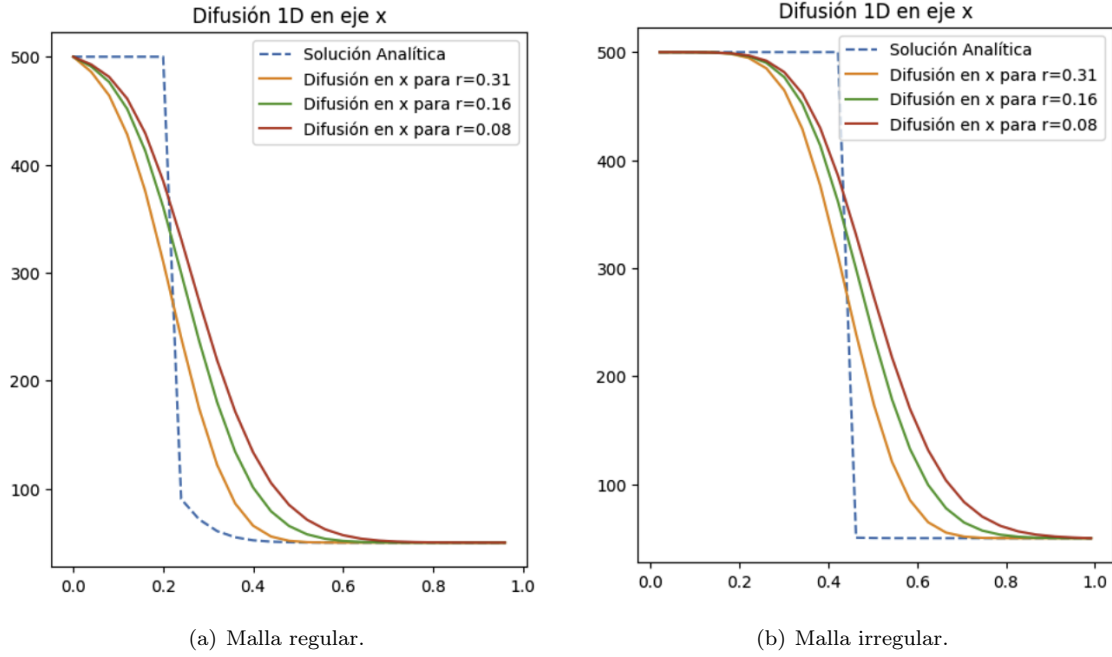 Difusión 1D en eje x
500
400
300
200
100
0.0
0.2
0.4
0.6
0.8
1.0
Solución Analítica
Difusión en x para r=0.31
Difusión en x para r=0.16
Difusión en x para r=0.08
(a) Malla regular.
Difusión 1D en eje x
500
400
300
200
100
0.0
0.2
0.4
0.6
0.8
1.0
Solución Analítica
Difusión en x para r=0.31
Difusión en x para r=0.16
Difusión en x para r=0.08
(b) Malla irregular.